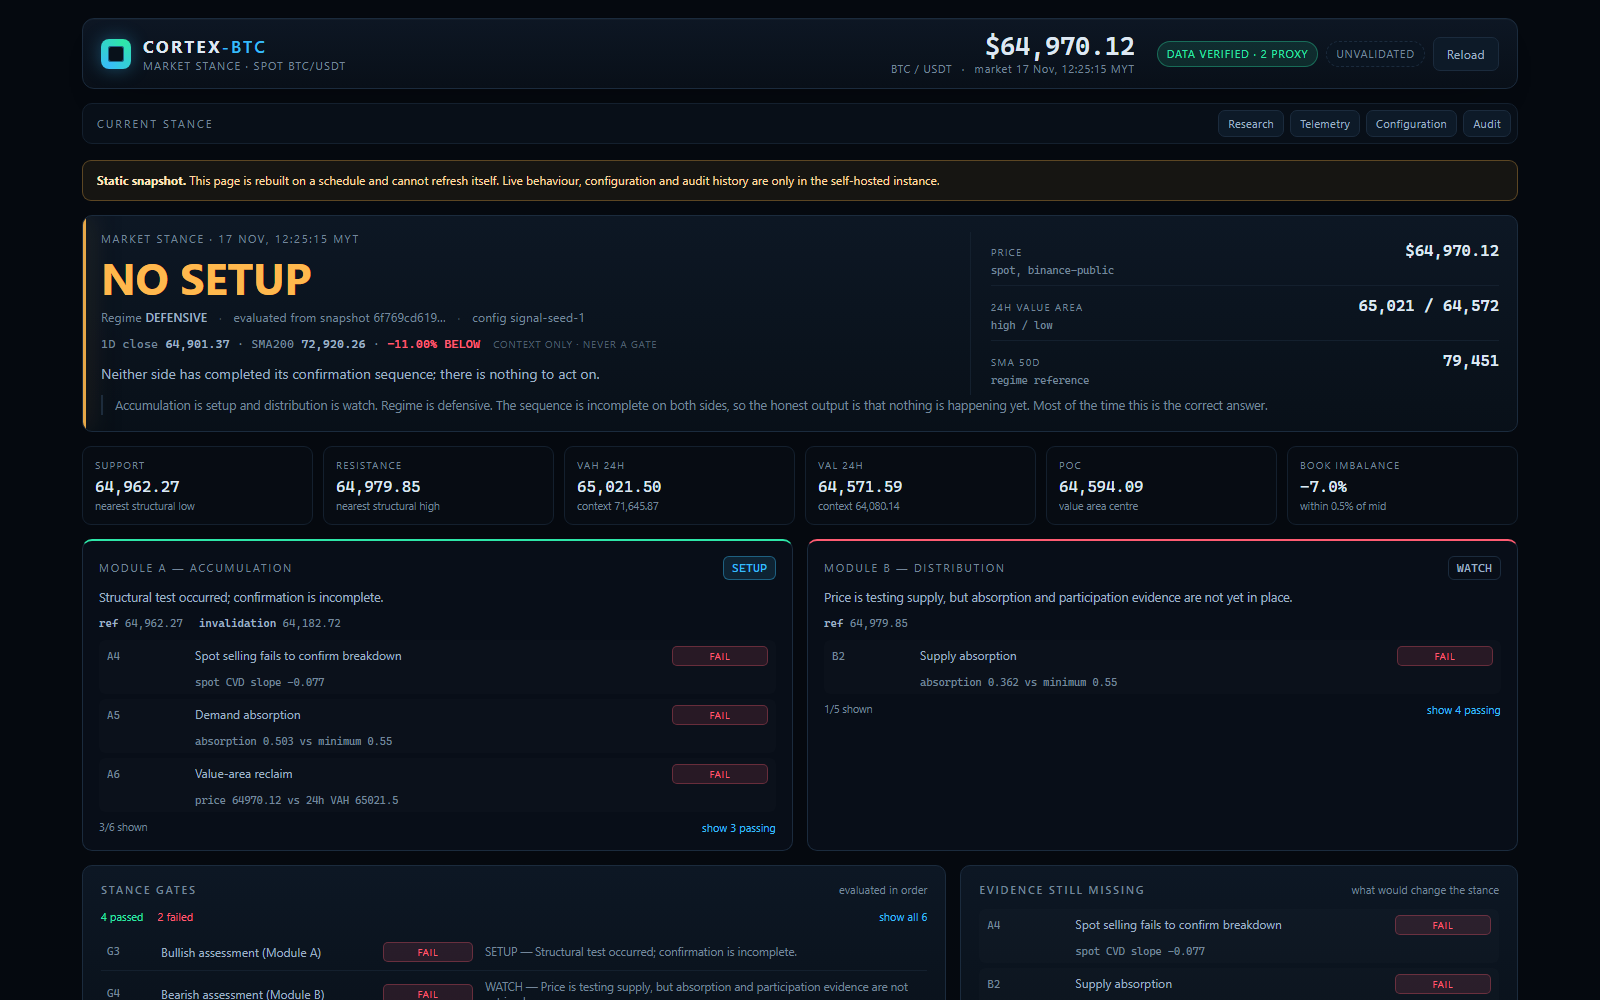 CORTEX-BTC
MARKET STANCE · SPOT BTC/USDT
$64,970.12
BTC / USDT · market 17 Nov, 12:25:15 MYT
DATA VERIFIED · 2 PROXY
UNVALIDATED
Reload
CURRENT STANCE
Research
Telemetry
Configuration
Audit
Static snapshot. This page is rebuilt on a schedule and cannot refresh itself. Live behaviour, configuration and audit history are only in the self-hosted instance.
MARKET STANCE · 17 NOV, 12:25:15 MYT
NO SETUP
Regime DEFENSIVE · evaluated from snapshot 6f769cd619… · config signal-seed-1
1D close 64,901.37 · SMA200 72,920.26 · −11.00% BELOW CONTEXT ONLY · NEVER A GATE
Neither side has completed its confirmation sequence; there is nothing to act on.
Accumulation is setup and distribution is watch. Regime is defensive. The sequence is incomplete on both sides, so the honest output is that nothing is happening yet. Most of the time this is the correct answer.
PRICE
$64,970.12
spot, binance-public
24H VALUE AREA
65,021 / 64,572
high / low
SMA 50D
79,451
regime reference
SUPPORT
64,962.27
nearest structural low
RESISTANCE
64,979.85
nearest structural high
VAH 24H
65,021.50
context 71,645.87
VAL 24H
64,571.59
context 64,080.14
POC
64,594.09
value area centre
BOOK IMBALANCE
−7.0%
within 0.5% of mid
MODULE A — ACCUMULATION
SETUP
Structural test occurred; confirmation is incomplete.
ref 64,962.27 invalidation 64,182.72
A4 Spot selling fails to confirm breakdown FAIL
spot CVD slope −0.077
A5 Demand absorption FAIL
absorption 0.503 vs minimum 0.55
A6 Value-area reclaim FAIL
price 64970.12 vs 24h VAH 65021.5
3/6 shown
show 3 passing
MODULE B — DISTRIBUTION
WATCH
Price is testing supply, but absorption and participation evidence are not yet in place.
ref 64,979.85
B2 Supply absorption FAIL
absorption 0.362 vs minimum 0.55
1/5 shown
show 4 passing
STANCE GATES
evaluated in order
4 passed 2 failed
show all 6
G3 Bullish assessment (Module A) FAIL SETUP — Structural test occurred; confirmation is incomplete.
G4 Bearish assessment (Module B) FAIL WATCH — Price is testing supply, but absorption and participation evidence are not
EVIDENCE STILL MISSING
what would change the stance
A4 Spot selling fails to confirm breakdown FAIL
spot CVD slope −0.077
B2 Supply absorption FAIL